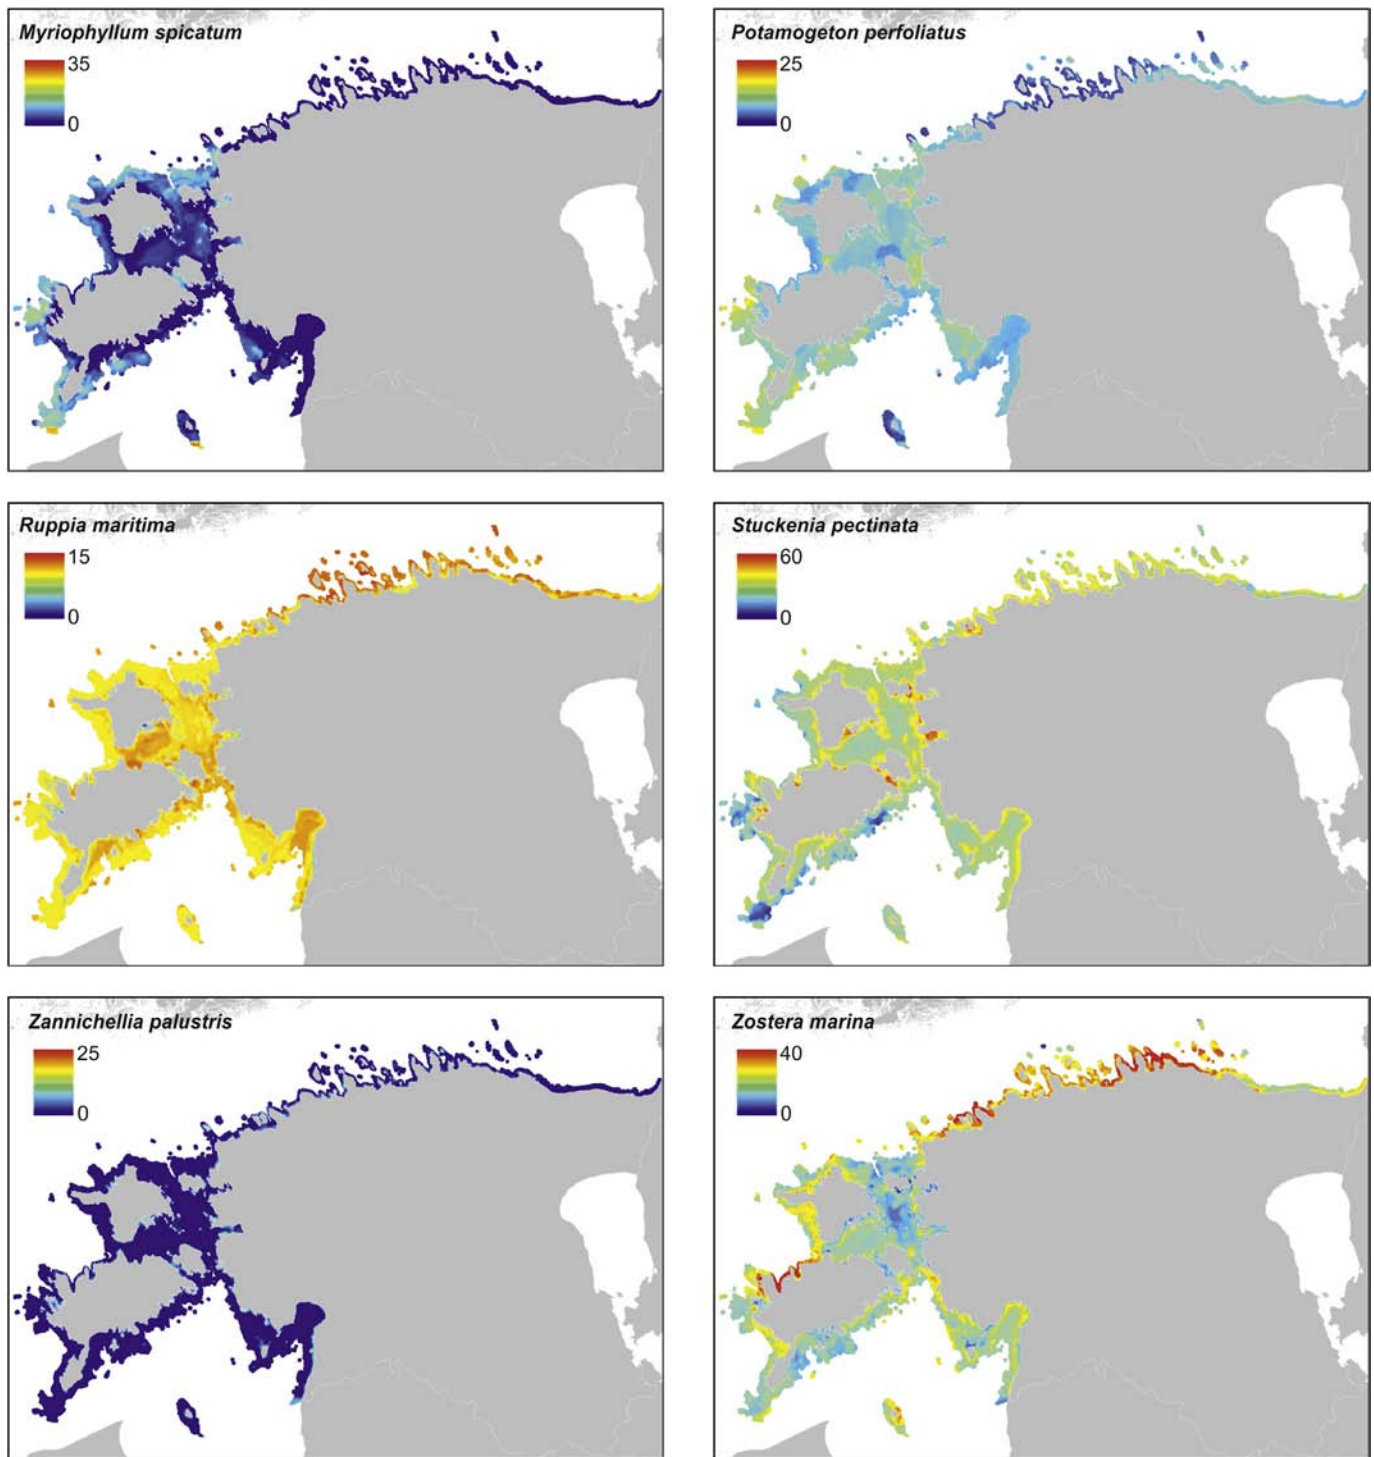 Myriophyllum spicatum
35
0
Potamogeton perfoliatus
25
0
Ruppia maritima
15
0
Stuckenia pectinata
60
0
Zannichellia palustris
25
0
Zostera marina
40
0